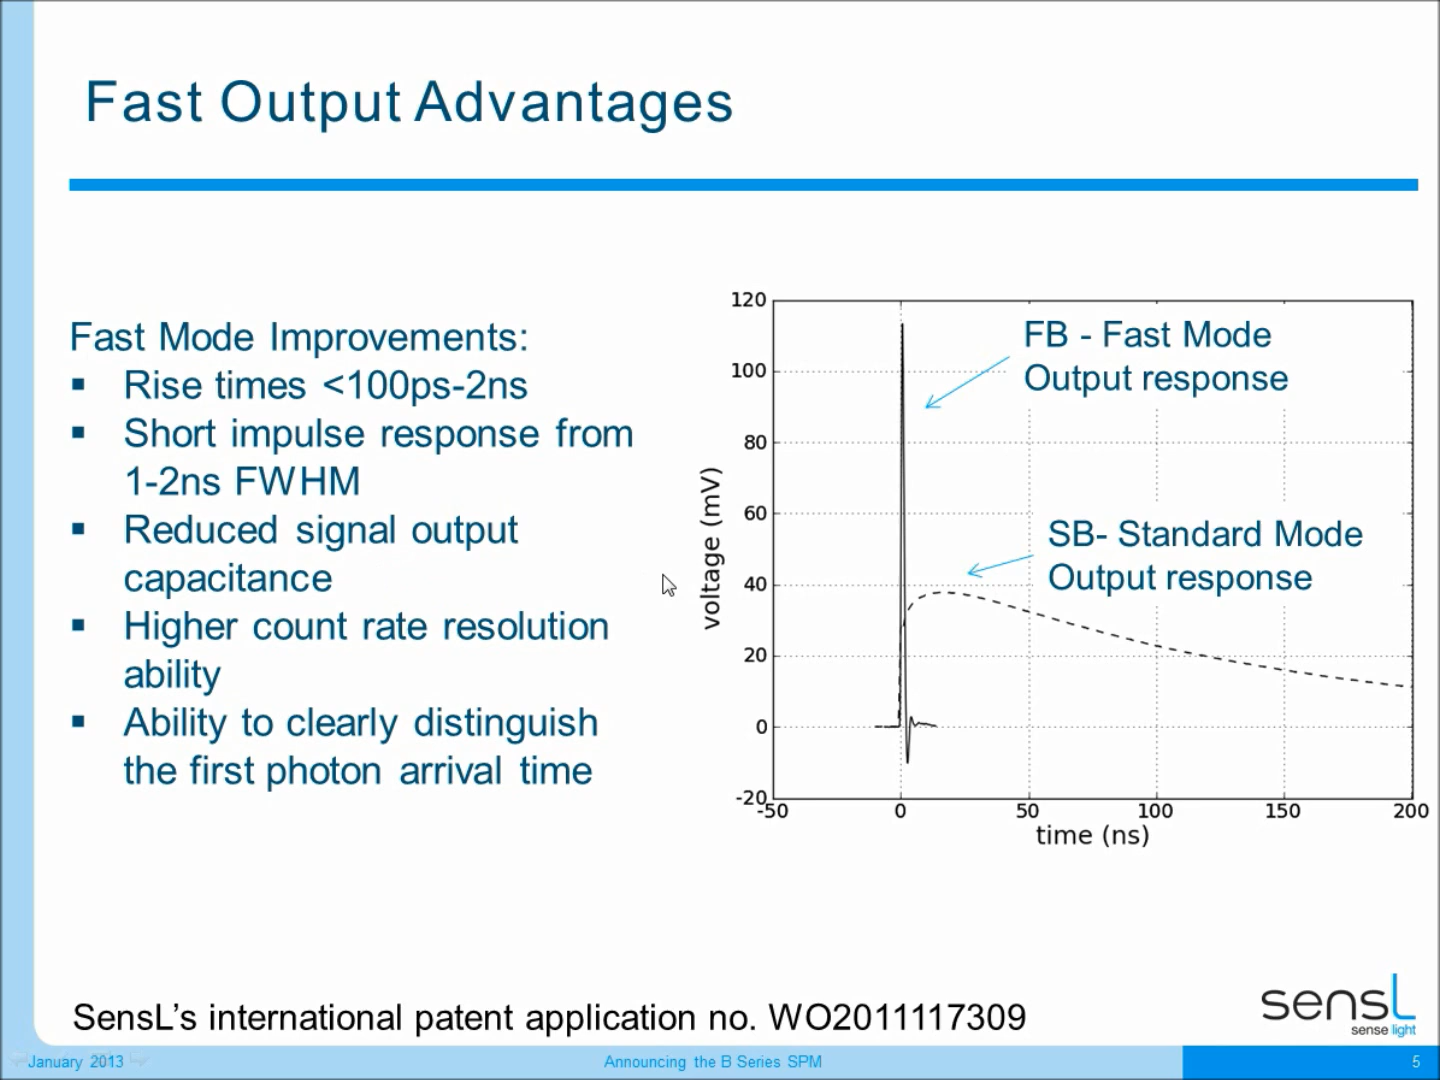 Fast Output Advantages
Fast Mode Improvements:
▪ Rise times <100ps-2ns
▪ Short impulse response from
1-2ns FWHM
▪ Reduced signal output
capacitance
▪ Higher count rate resolution
ability
▪ Ability to clearly distinguish
the first photon arrival time
120
100
80
60
40
20
0
-20
voltage (mV)
FB - Fast Mode
Output response
SB- Standard Mode
Output response
-50 0 50 100 150 200
time (ns)
SensL’s international patent application no. WO2011117309
sensL
sense light
January 2013 Announcing the B Series SPM 5